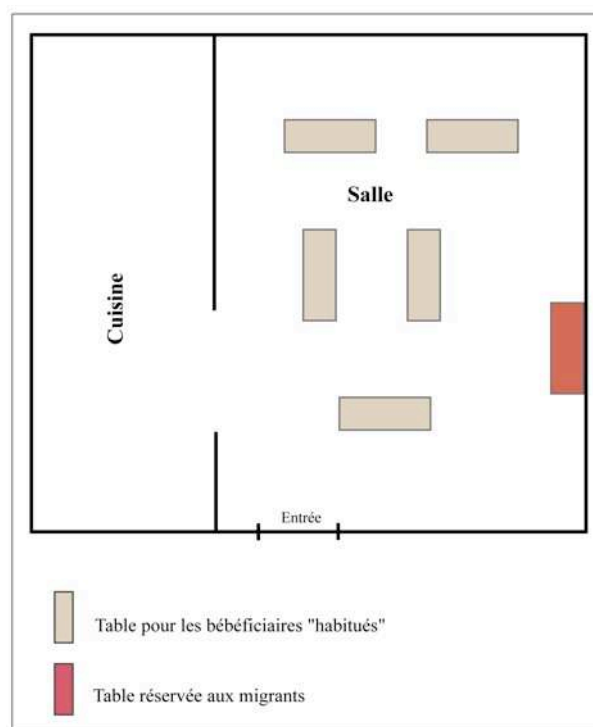 Salle
Cuisine
Entrée
Table pour les bébéficiaires "habitués"
Table réservée aux migrants